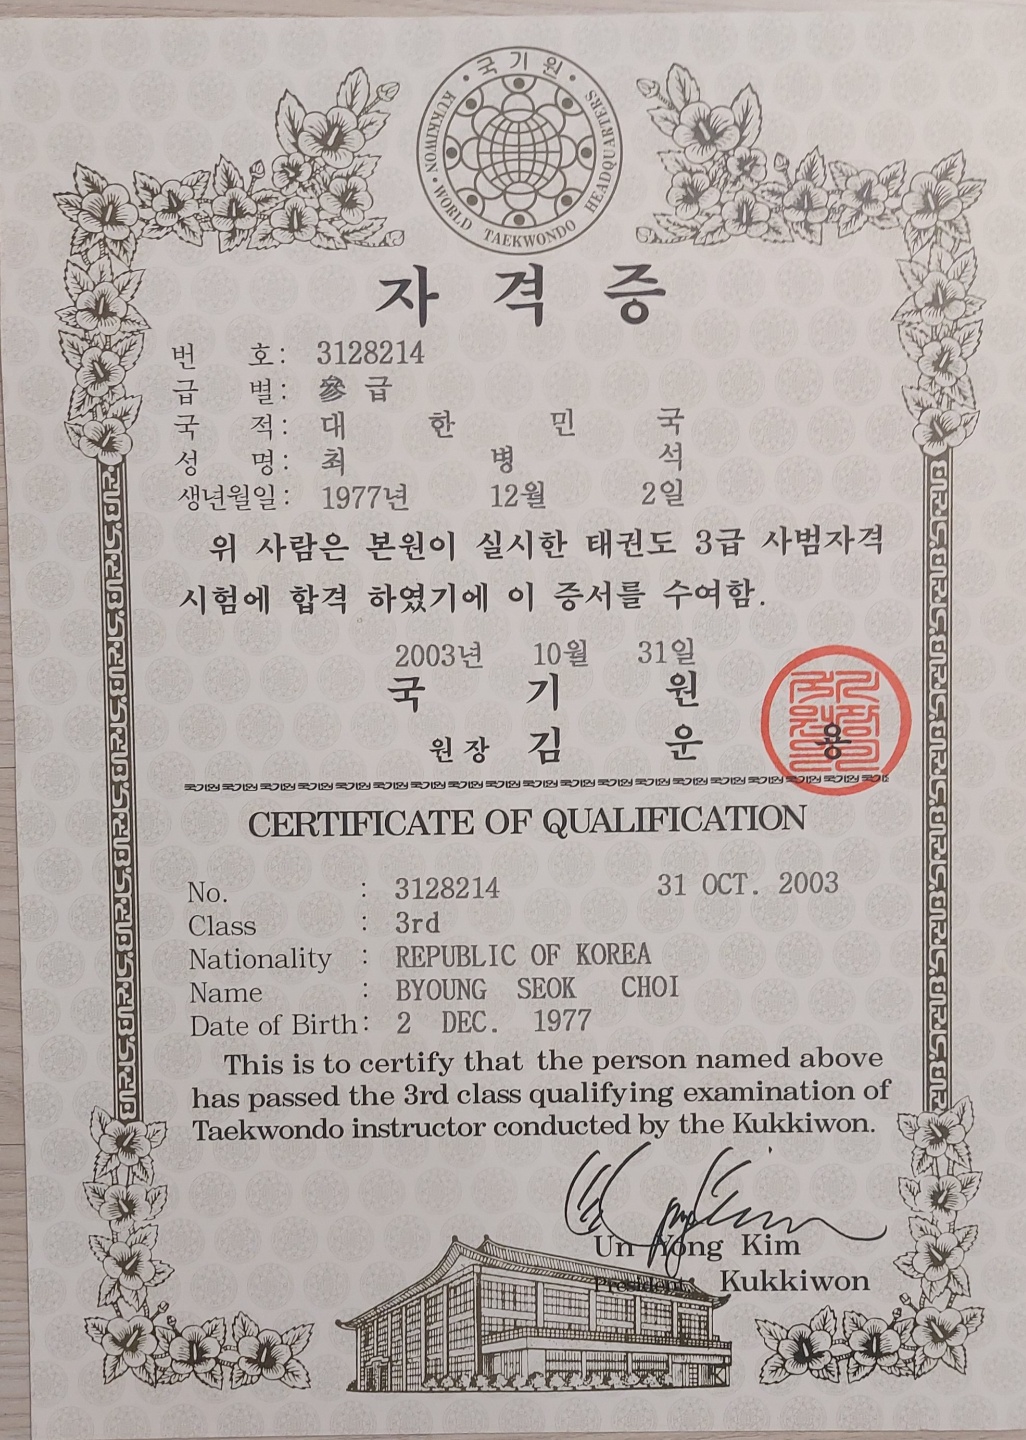 · 국기원 ·
KUKKIWON · WORLD TAEKWONDO HEADQUARTERS
자 격 증
번 호 : 3128214
급 별 : 參 급
국 적 : 대 한 민 국
성 명 : 최 병 석
생년월일 : 1977년 12월 2일
위 사람은 본원이 실시한 태권도 3급 사범자격
시험에 합격 하였기에 이 증서를 수여함.
2003년 10월 31일
국 기 원
원 장 김 운 용
CERTIFICATE OF QUALIFICATION
No. : 3128214 31 OCT. 2003
Class : 3rd
Nationality : REPUBLIC OF KOREA
Name : BYOUNG SEOK CHOI
Date of Birth : 2 DEC. 1977
This is to certify that the person named above
has passed the 3rd class qualifying examination of
Taekwondo instructor conducted by the Kukkiwon.
Un Yong Kim
President, Kukkiwon